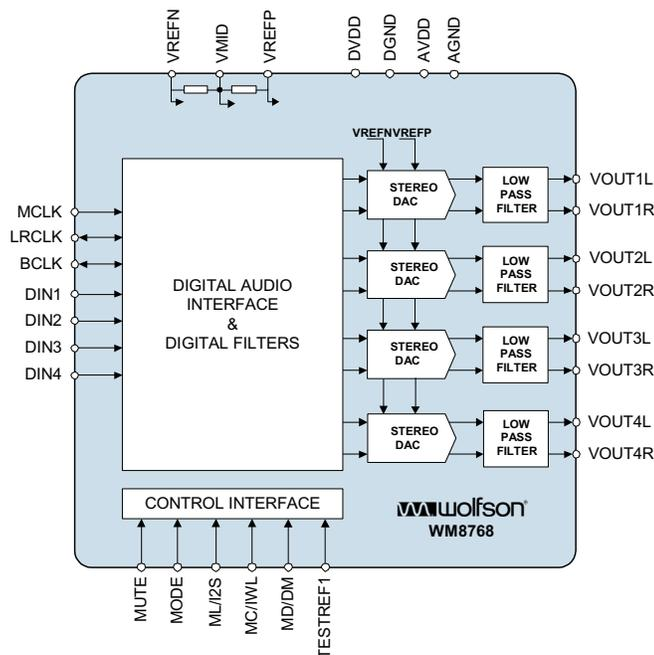 VREFN
VMID
VREFP
DVDD
DGND
AVDD
AGND
VREFNVREFP
MCLK
LRCLK
BCLK
DIN1
DIN2
DIN3
DIN4
DIGITAL AUDIO
INTERFACE
&
DIGITAL FILTERS
STEREO
DAC
LOW
PASS
FILTER
VOUT1L
VOUT1R
STEREO
DAC
LOW
PASS
FILTER
VOUT2L
VOUT2R
STEREO
DAC
LOW
PASS
FILTER
VOUT3L
VOUT3R
STEREO
DAC
LOW
PASS
FILTER
VOUT4L
VOUT4R
CONTROL INTERFACE
wolfson®
WM8768
MUTE
MODE
ML/I2S
MC/IWL
MD/DM
TESTREF1